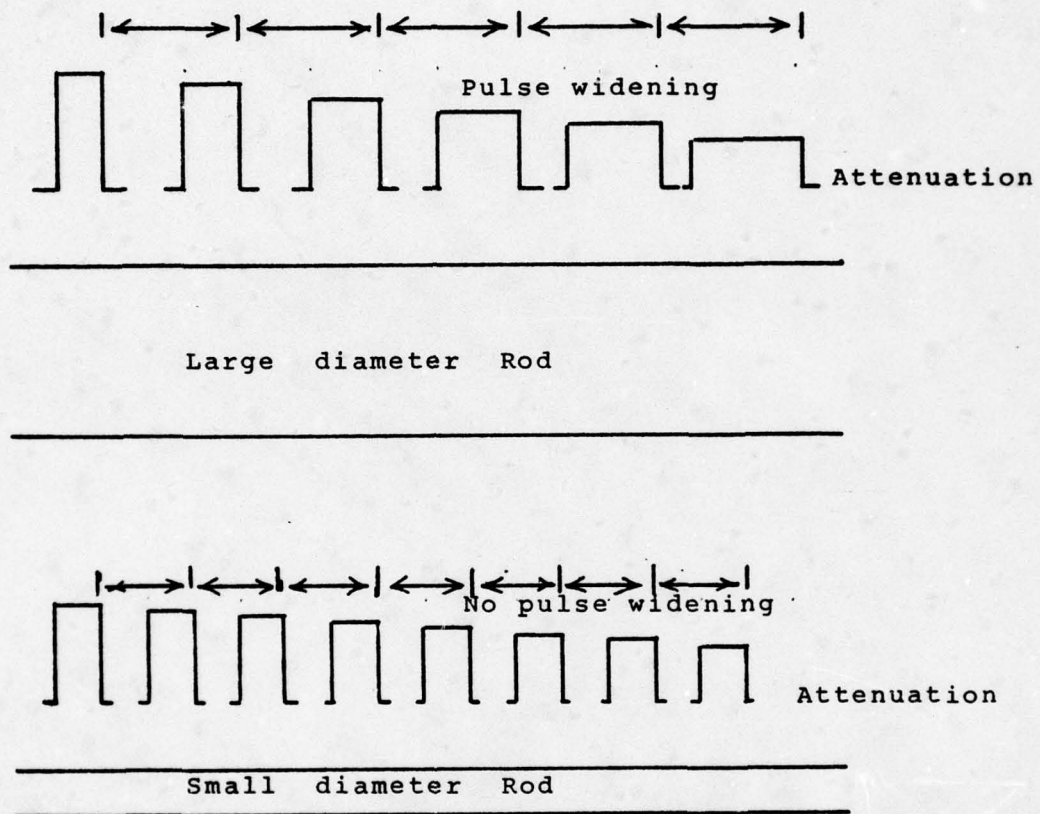 Pulse widening
Attenuation
Large diameter Rod
No pulse widening
Attenuation
Small diameter Rod